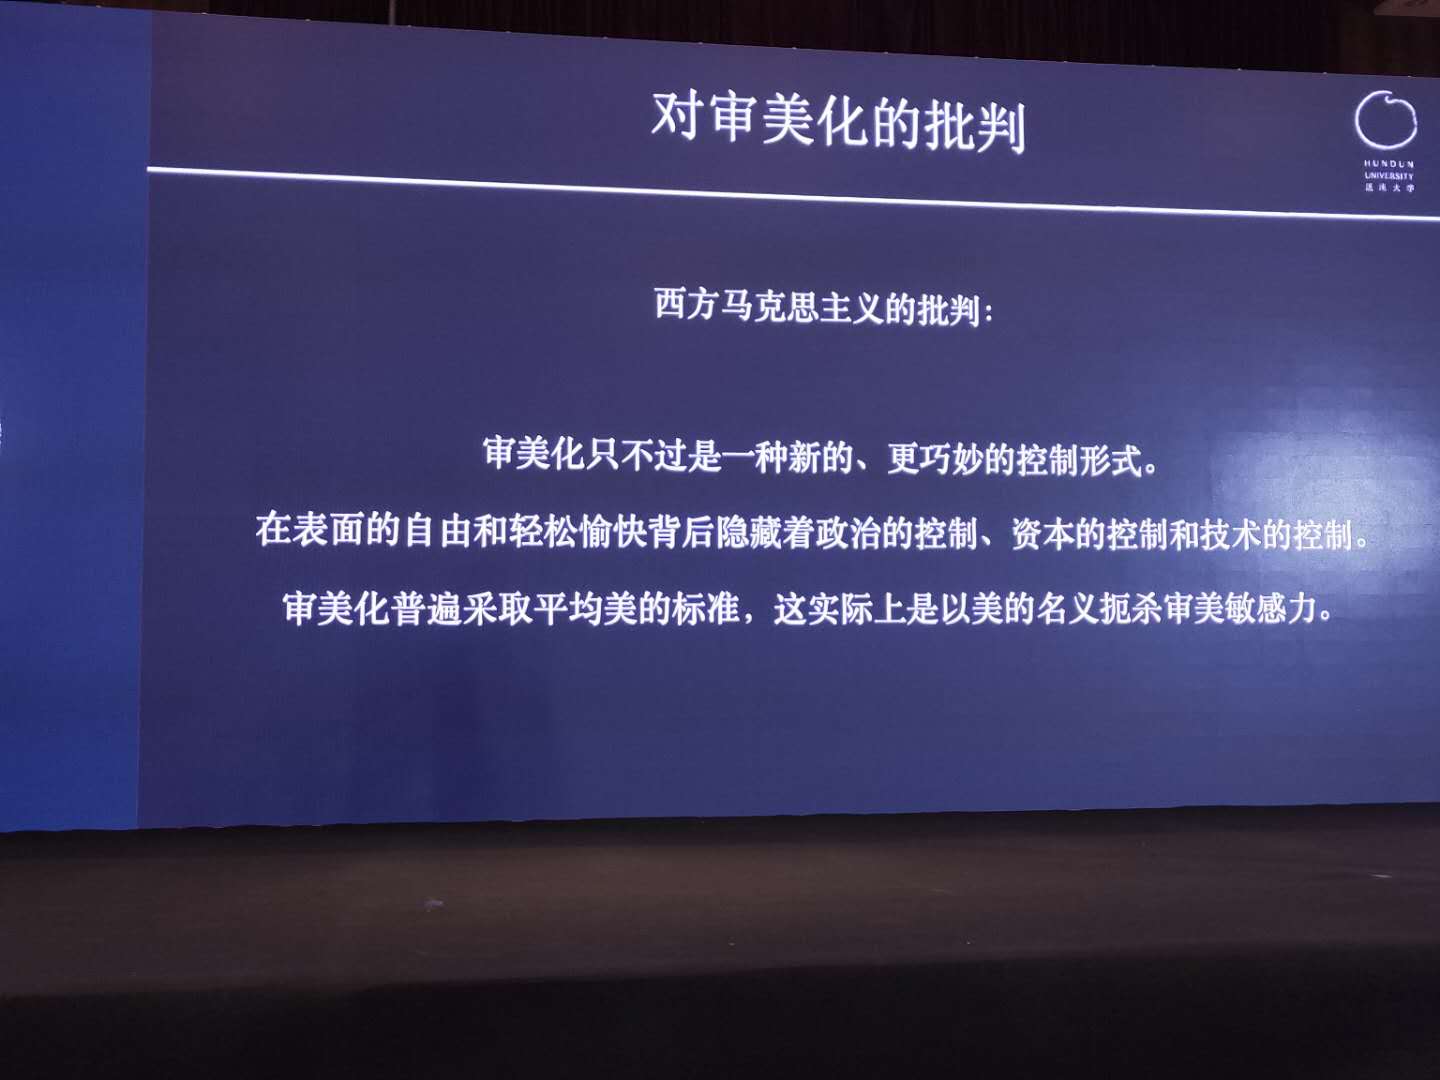 对审美化的批判
HUNDUN
UNIVERSITY
混沌大学
西方马克思主义的批判：
审美化只不过是一种新的、更巧妙的控制形式。
在表面的自由和轻松愉快背后隐藏着政治的控制、资本的控制和技术的控制。
审美化普遍采取平均美的标准，这实际上是以美的名义扼杀审美敏感力。